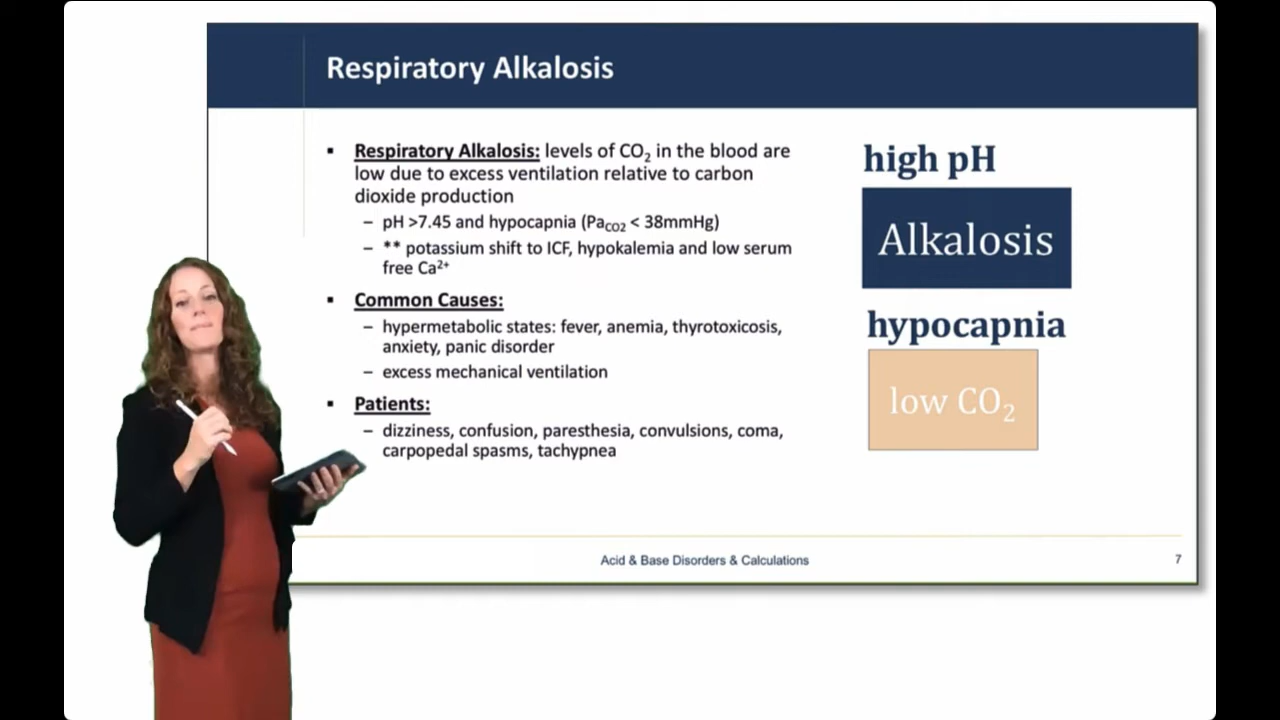 Respiratory Alkalosis
▪ Respiratory Alkalosis: levels of CO₂ in the blood are
low due to excess ventilation relative to carbon
dioxide production
– pH >7.45 and hypocapnia (Pa_CO2 < 38mmHg)
– ** potassium shift to ICF, hypokalemia and low serum
free Ca²⁺
▪ Common Causes:
– hypermetabolic states: fever, anemia, thyrotoxicosis,
anxiety, panic disorder
– excess mechanical ventilation
▪ Patients:
– dizziness, confusion, paresthesia, convulsions, coma,
carpopedal spasms, tachypnea
high pH
Alkalosis
hypocapnia
low CO₂
Acid & Base Disorders & Calculations
7